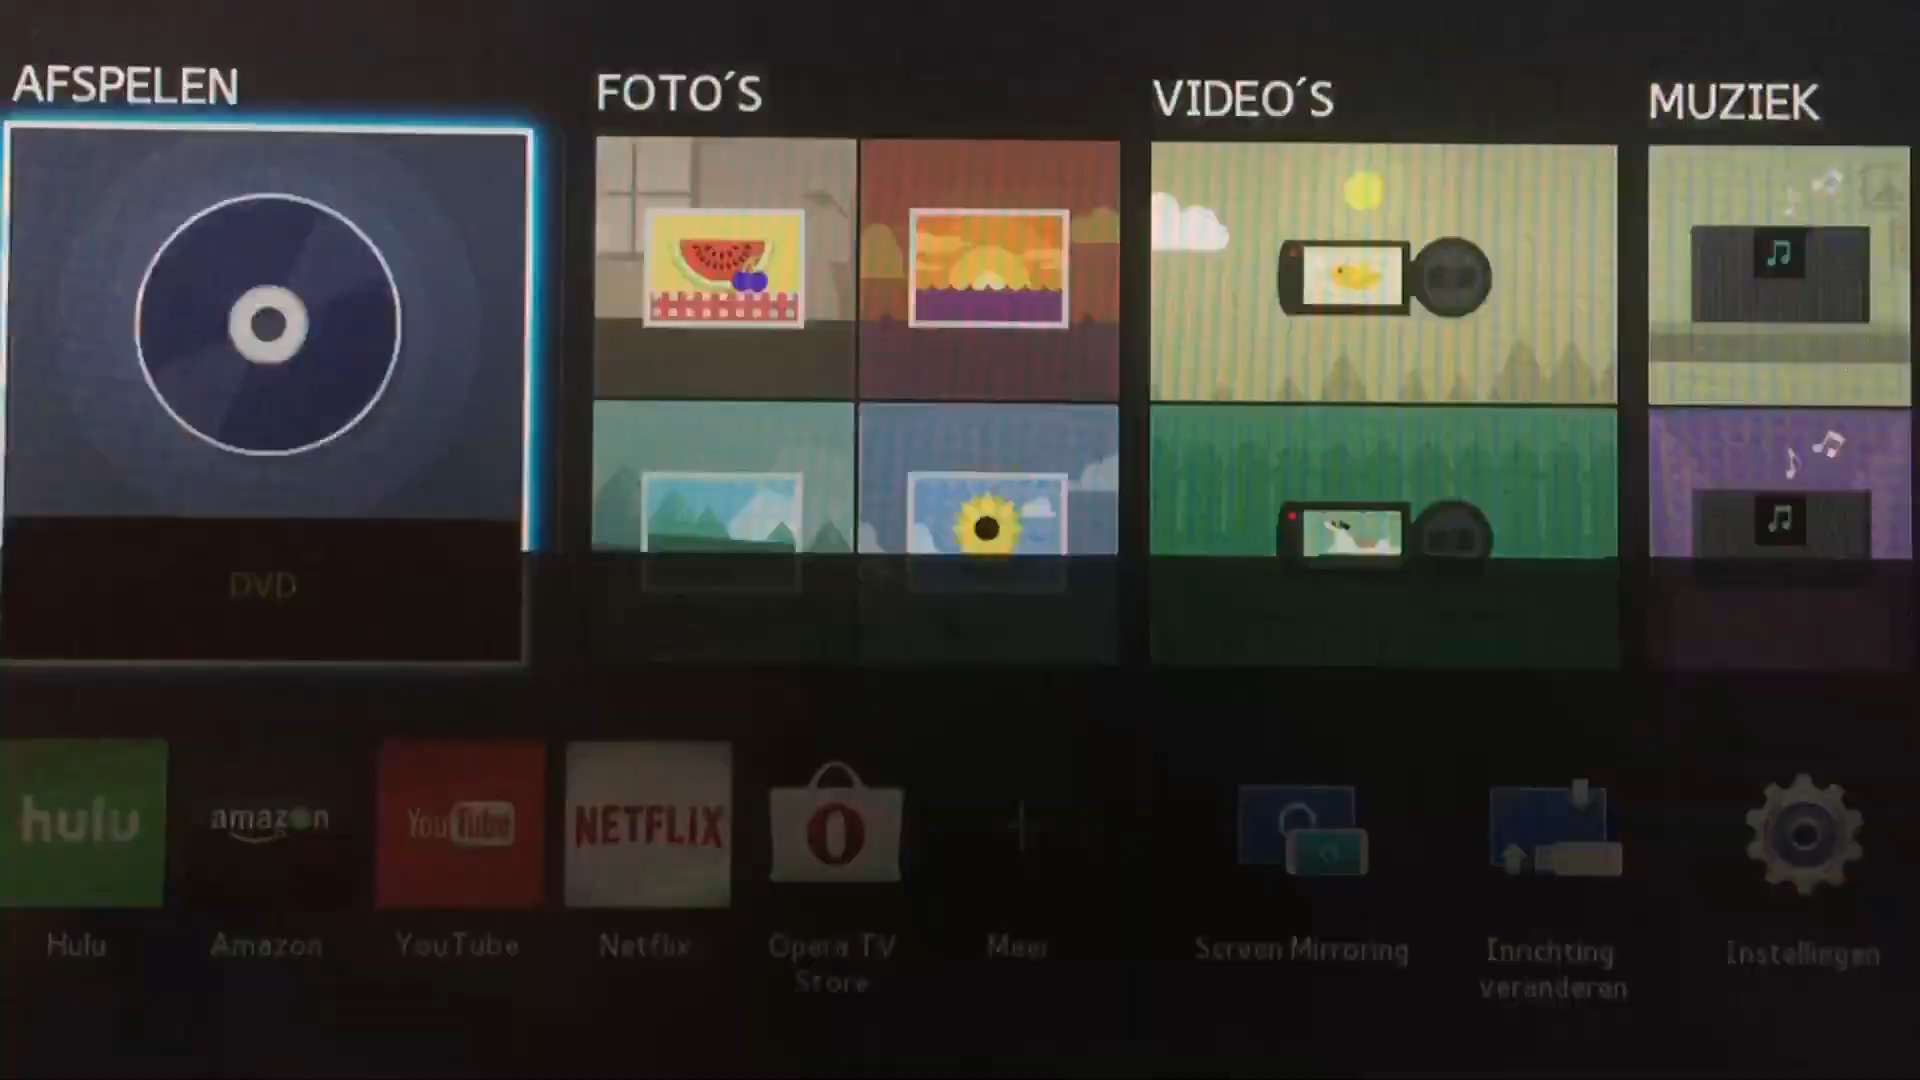 AFSPELEN
FOTO´S
VIDEO´S
MUZIEK
DVD
hulu
amazon
YouTube
NETFLIX
Hulu
Amazon
YouTube
Netflix
Opera TV
Store
Meer
Screen Mirroring
Inrichting
veranderen
Instellingen